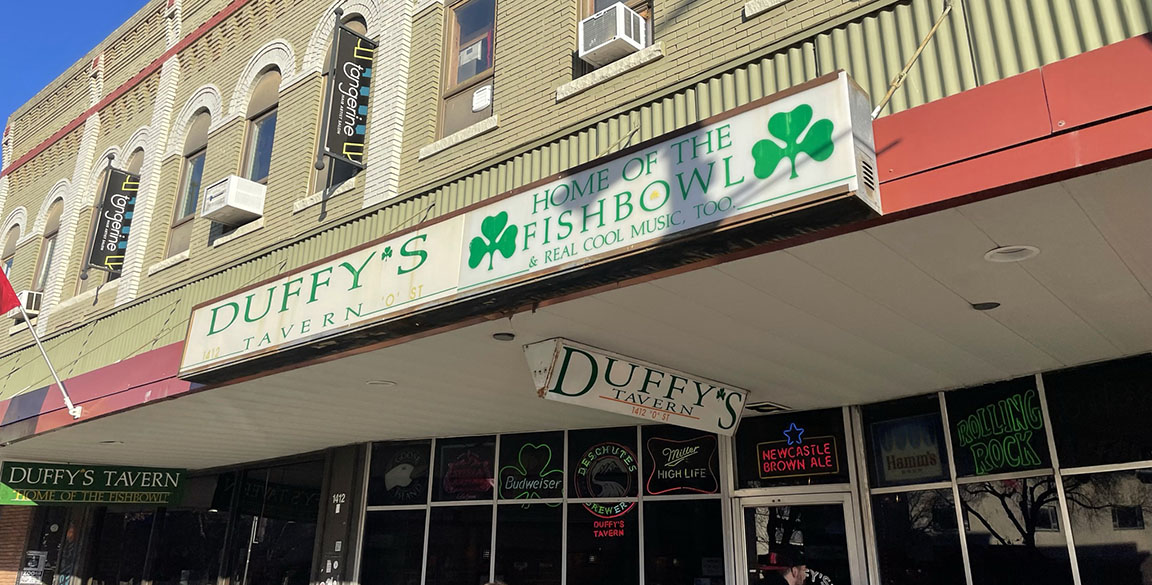 tangerine
tangerine
HOME OF THE
FISHBOWL
& REAL COOL MUSIC, TOO.
DUFFY'S
TAVERN
1412 'O' ST
DUFFY'S
TAVERN
1412 'O' ST
DUFFY'S TAVERN
HOME OF THE FISHBOWL!
1412
Budweiser
DESCHUTES
BREWERY
DUFFY'S
TAVERN
Miller
HIGH LIFE
NEWCASTLE
BROWN ALE
Hamm's
ROLLING
ROCK